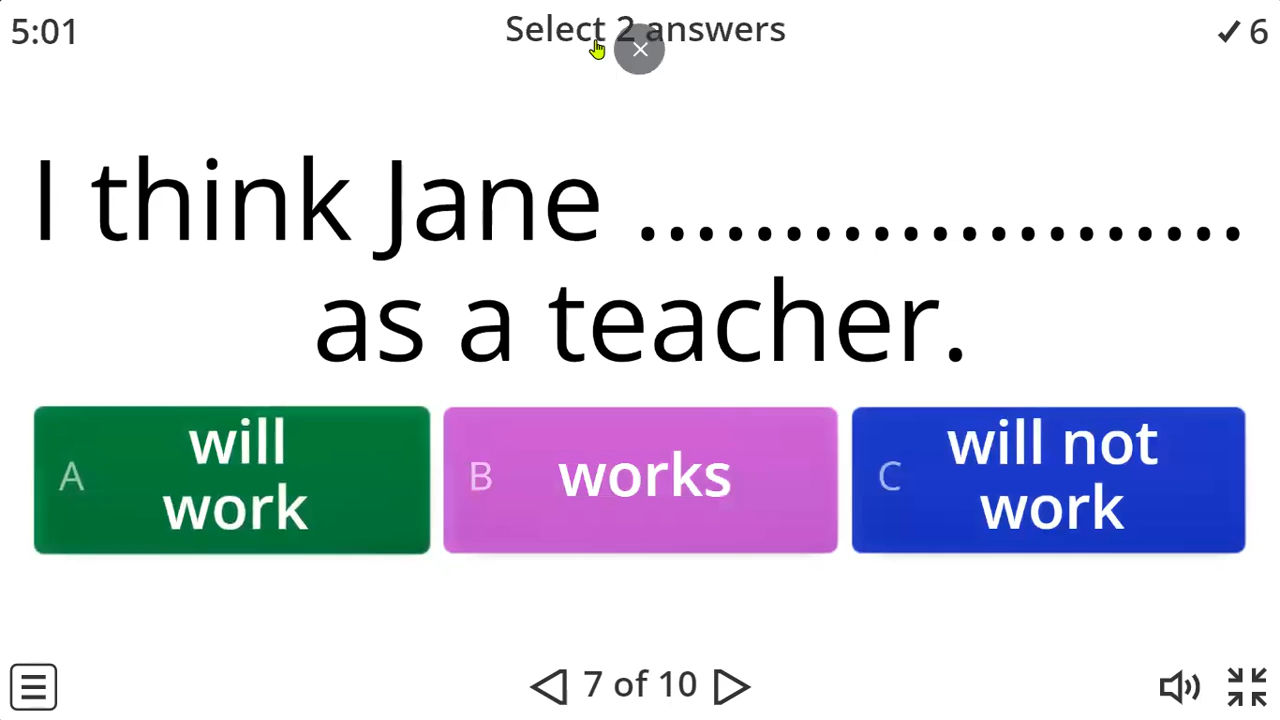 5:01
Select 2 answers
✓ 6
I think Jane .....................
as a teacher.
A will
work
B works
C will not
work
7 of 10